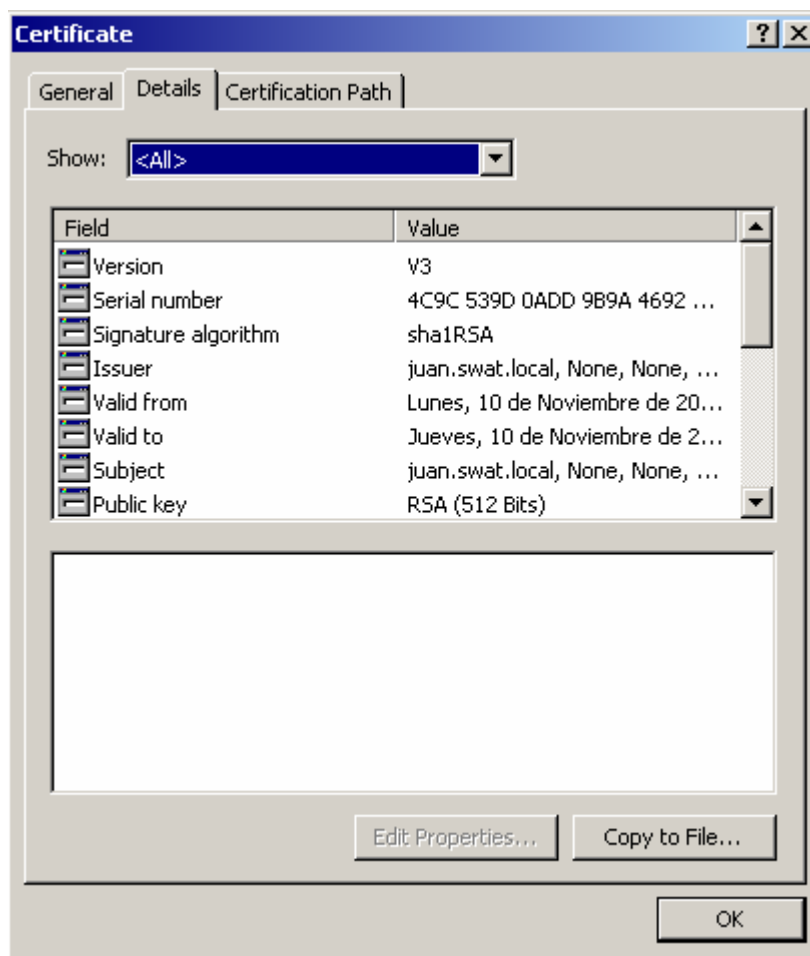 Certificate
General Details Certification Path
Show: <All>
Field Value
Version V3
Serial number 4C9C 539D 0ADD 9B9A 4692 ...
Signature algorithm sha1RSA
Issuer juan.swat.local, None, None, ...
Valid from Lunes, 10 de Noviembre de 20...
Valid to Jueves, 10 de Noviembre de 2...
Subject juan.swat.local, None, None, ...
Public key RSA (512 Bits)
Edit Properties... Copy to File...
OK